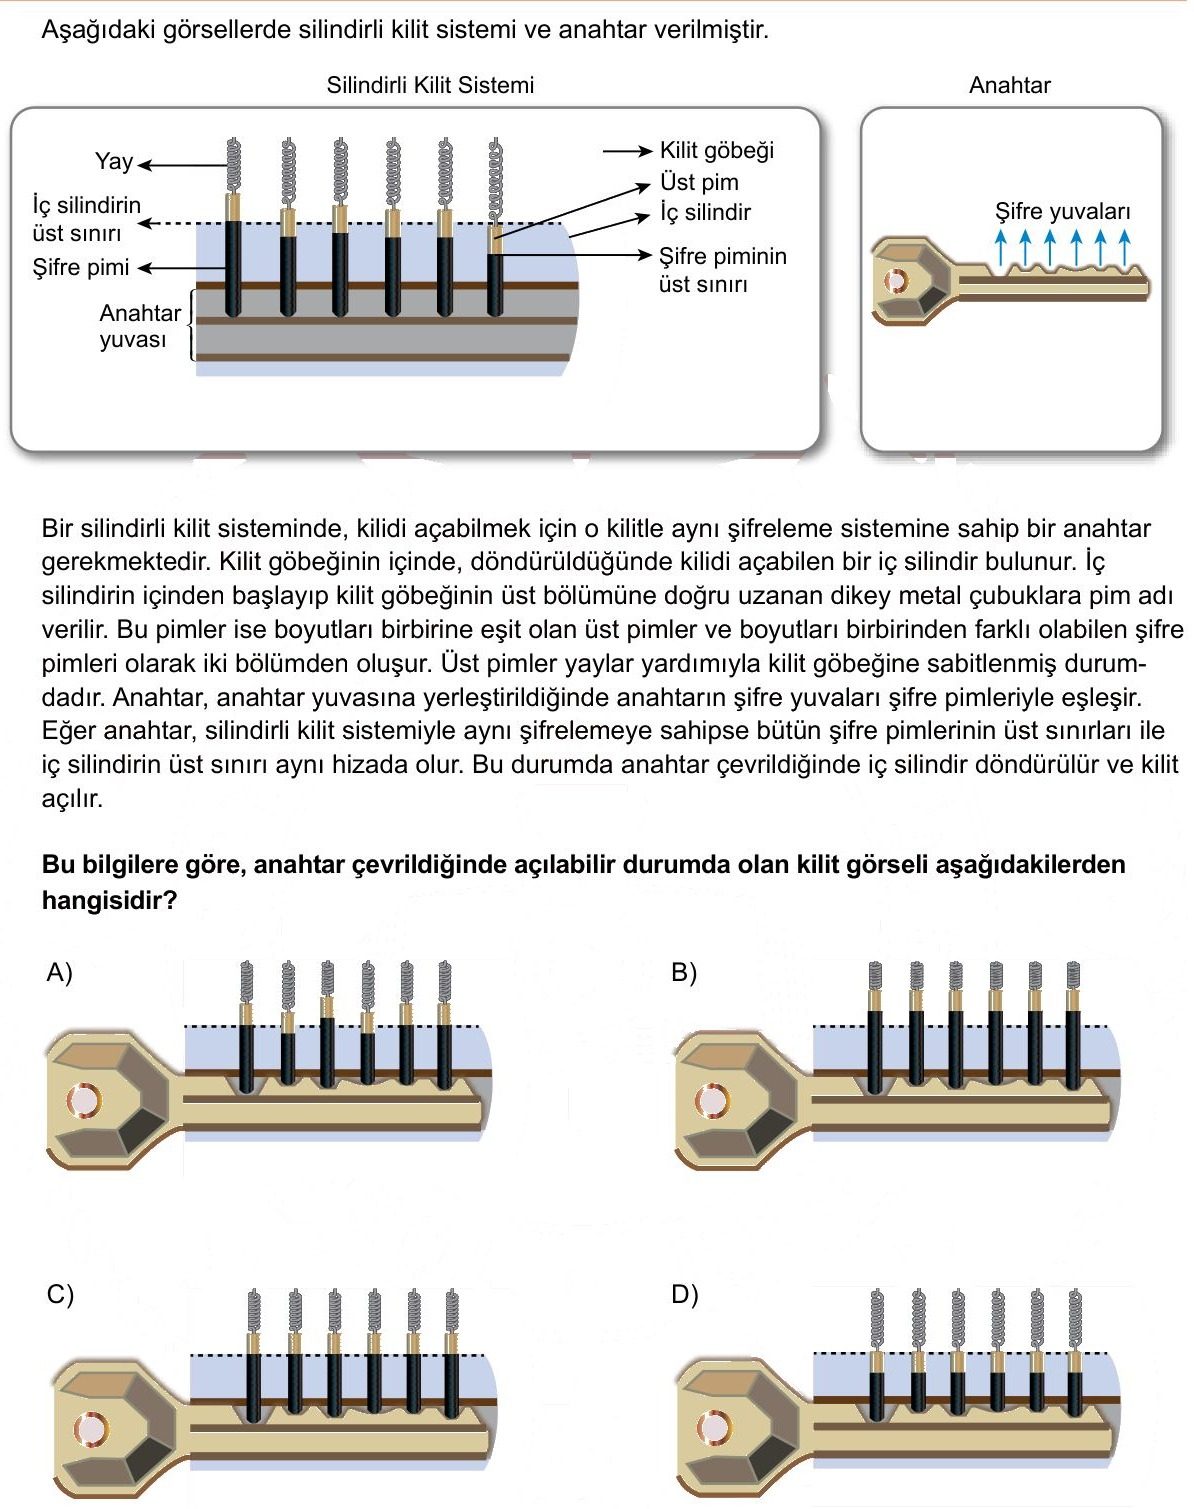 Aşağıdaki görsellerde silindirli kilit sistemi ve anahtar verilmiştir.
Silindirli Kilit Sistemi
Anahtar
Yay
İç silindirin
üst sınırı
Şifre pimi
Anahtar
yuvası
Kilit göbeği
Üst pim
İç silindir
Şifre piminin
üst sınırı
Şifre yuvaları
Bir silindirli kilit sisteminde, kilidi açabilmek için o kilitle aynı şifreleme sistemine sahip bir anahtar
gerekmektedir. Kilit göbeğinin içinde, döndürüldüğünde kilidi açabilen bir iç silindir bulunur. İç
silindirin içinden başlayıp kilit göbeğinin üst bölümüne doğru uzanan dikey metal çubuklara pim adı
verilir. Bu pimler ise boyutları birbirine eşit olan üst pimler ve boyutları birbirinden farklı olabilen şifre
pimleri olarak iki bölümden oluşur. Üst pimler yaylar yardımıyla kilit göbeğine sabitlenmiş durum-
dadır. Anahtar, anahtar yuvasına yerleştirildiğinde anahtarın şifre yuvaları şifre pimleriyle eşleşir.
Eğer anahtar, silindirli kilit sistemiyle aynı şifrelemeye sahipse bütün şifre pimlerinin üst sınırları ile
iç silindirin üst sınırı aynı hizada olur. Bu durumda anahtar çevrildiğinde iç silindir döndürülür ve kilit
açılır.
Bu bilgilere göre, anahtar çevrildiğinde açılabilir durumda olan kilit görseli aşağıdakilerden
hangisidir?
A)
B)
C)
D)